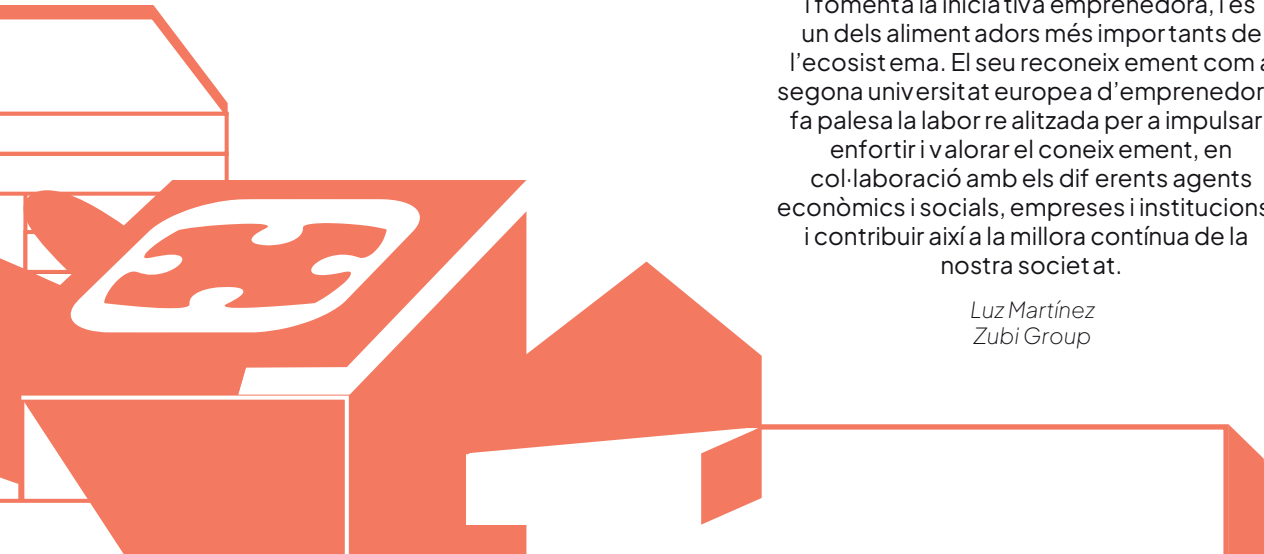 i fomenta la iniciativa emprenedora, i és
un dels alimentadors més importants de
l'ecosistema. El seu reconeixement com a
segona universitat europea d'emprenedor
fa palesa la labor realitzada per a impulsar
enfortir i valorar el coneixement, en
col·laboració amb els diferents agents
econòmics i socials, empreses i institucions
i contribuir així a la millora contínua de la
nostra societat.
Luz Martínez
Zubi Group